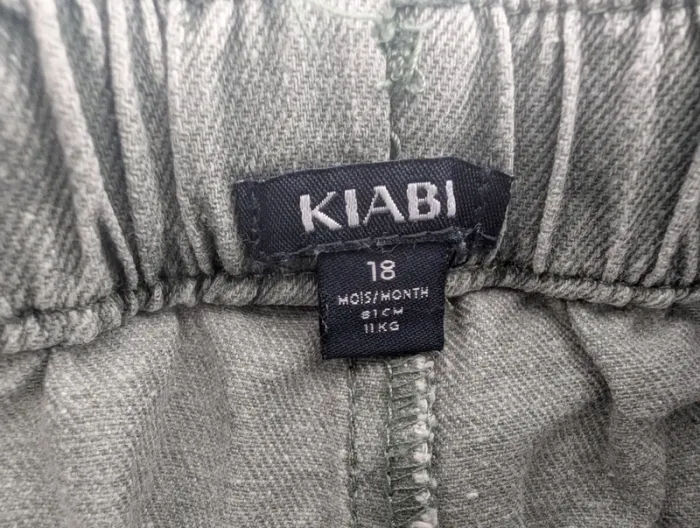 KIABI
18
MOIS/MONTH
81CM
11KG